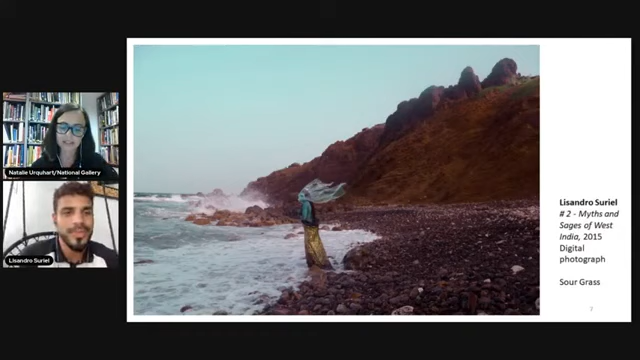 Natalie Urquhart/National Gallery
Lisandro Suriel
Lisandro Suriel
# 2 - Myths and
Sages of West
India, 2015
Digital
photograph
Sour Grass
7